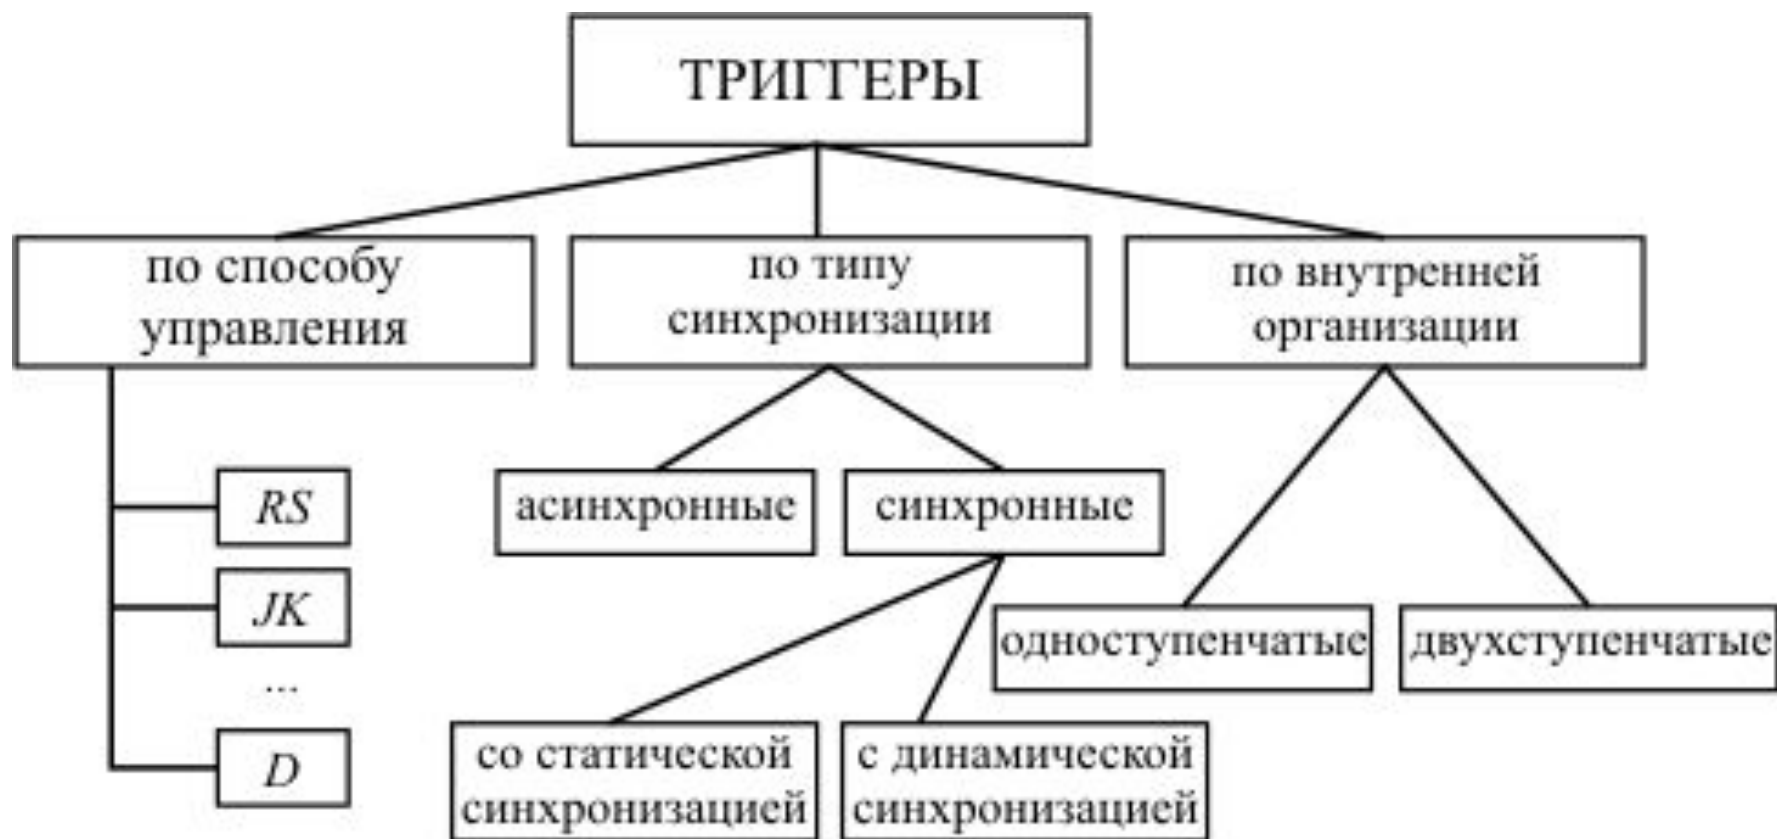 ТРИГГЕРЫ
по способу
управления
по типу
синхронизации
по внутренней
организации
RS
JK
...
D
асинхронные
синхронные
со статической
синхронизацией
с динамической
синхронизацией
одноступенчатые
двухступенчатые